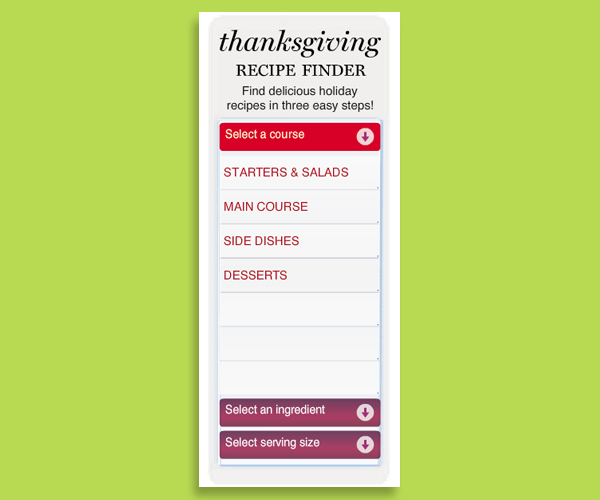 thanksgiving
RECIPE FINDER
Find delicious holiday
recipes in three easy steps!
Select a course
STARTERS & SALADS
MAIN COURSE
SIDE DISHES
DESSERTS
Select an ingredient
Select serving size